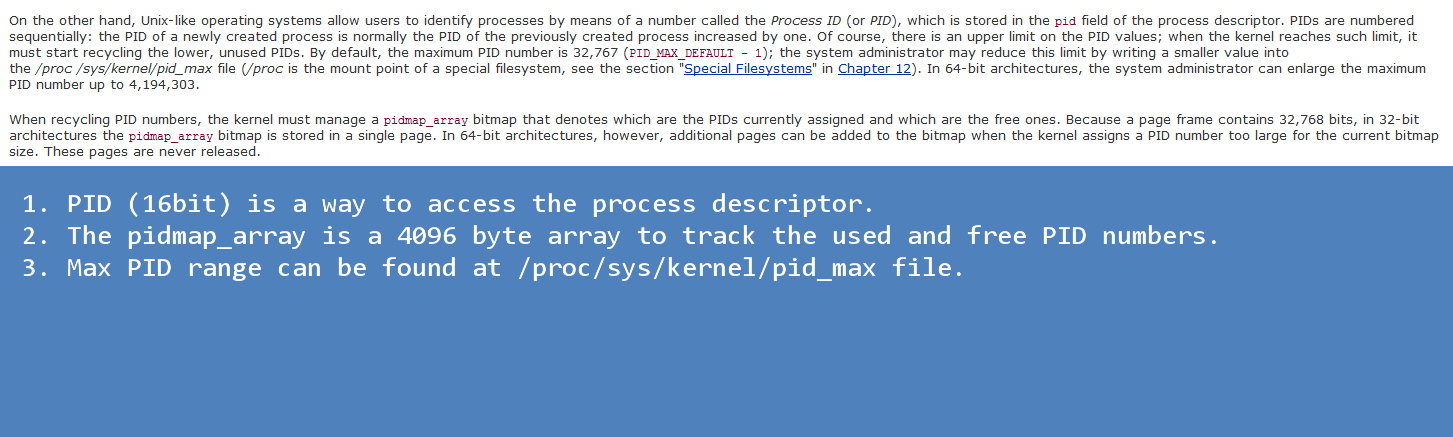 On the other hand, Unix-like operating systems allow users to identify processes by means of a number called the Process ID (or PID), which is stored in the pid field of the process descriptor. PIDs are numbered
sequentially: the PID of a newly created process is normally the PID of the previously created process increased by one. Of course, there is an upper limit on the PID values; when the kernel reaches such limit, it
must start recycling the lower, unused PIDs. By default, the maximum PID number is 32,767 (PID_MAX_DEFAULT - 1); the system administrator may reduce this limit by writing a smaller value into
the /proc /sys/kernel/pid_max file (/proc is the mount point of a special filesystem, see the section "Special Filesystems" in Chapter 12). In 64-bit architectures, the system administrator can enlarge the maximum
PID number up to 4,194,303.
When recycling PID numbers, the kernel must manage a pidmap_array bitmap that denotes which are the PIDs currently assigned and which are the free ones. Because a page frame contains 32,768 bits, in 32-bit
architectures the pidmap_array bitmap is stored in a single page. In 64-bit architectures, however, additional pages can be added to the bitmap when the kernel assigns a PID number too large for the current bitmap
size. These pages are never released.
1. PID (16bit) is a way to access the process descriptor.
2. The pidmap_array is a 4096 byte array to track the used and free PID numbers.
3. Max PID range can be found at /proc/sys/kernel/pid_max file.